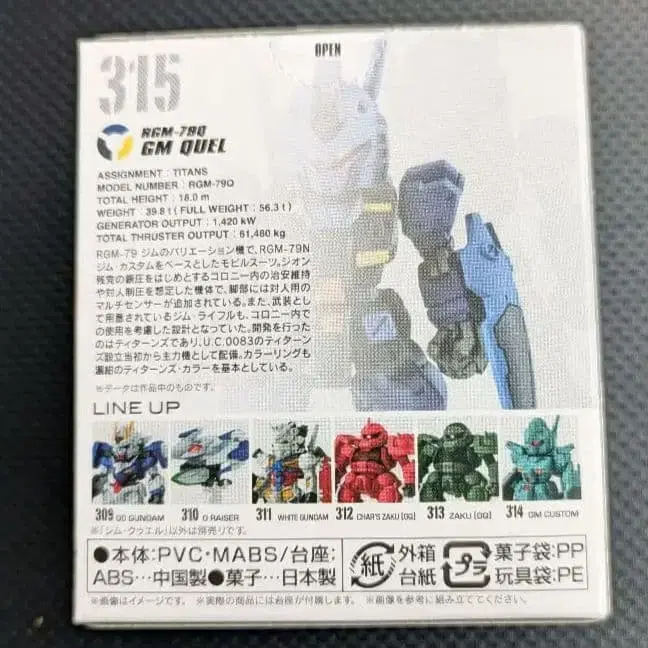 OPEN
315
RGM-79Q
GM QUEL
ASSIGNMENT : TITANS
MODEL NUMBER : RGM-79Q
TOTAL HEIGHT : 18.0 m
WEIGHT : 39.8 t ( FULL WEIGHT : 56.3 t )
GENERATOR OUTPUT : 1,420 kW
TOTAL THRUSTER OUTPUT : 61,480 kg
RGM-79 ジムのバリエーション機で、RGM-79N
ジム・カスタムをベースとしたモビルスーツ。ジオン
残党の鎮圧をはじめとするコロニー内の治安維持
や対人制圧を想定した機体で、脚部には対人用の
マルチセンサーが追加されている。また、武装とし
て用意されているジム・ライフルも、コロニー内で
の使用を考慮した設計となっていた。開発を行った
のはティターンズであり、U.C.0083のティターン
ズ設立当初から主力機として配備。カラーリングも
濃紺のティターンズ・カラーを基本としている。
※データは作品中のものです。
LINE UP
309 00 GUNDAM 310 O RAISER 311 WHITE GUNDAM 312 CHAR'S ZAKU [GQ] 313 ZAKU [GQ] 314 GM CUSTOM
※「ジム・クゥエル」以外は別売りです。
●本体:PVC・MABS/台座:
ABS…中国製●菓子…日本製
紙 外箱
台紙
プラ 菓子袋:PP
玩具袋:PE
※画像はイメージです。 ※実際の商品には台座が付属します。 ※画像を参考に組み立ててください。